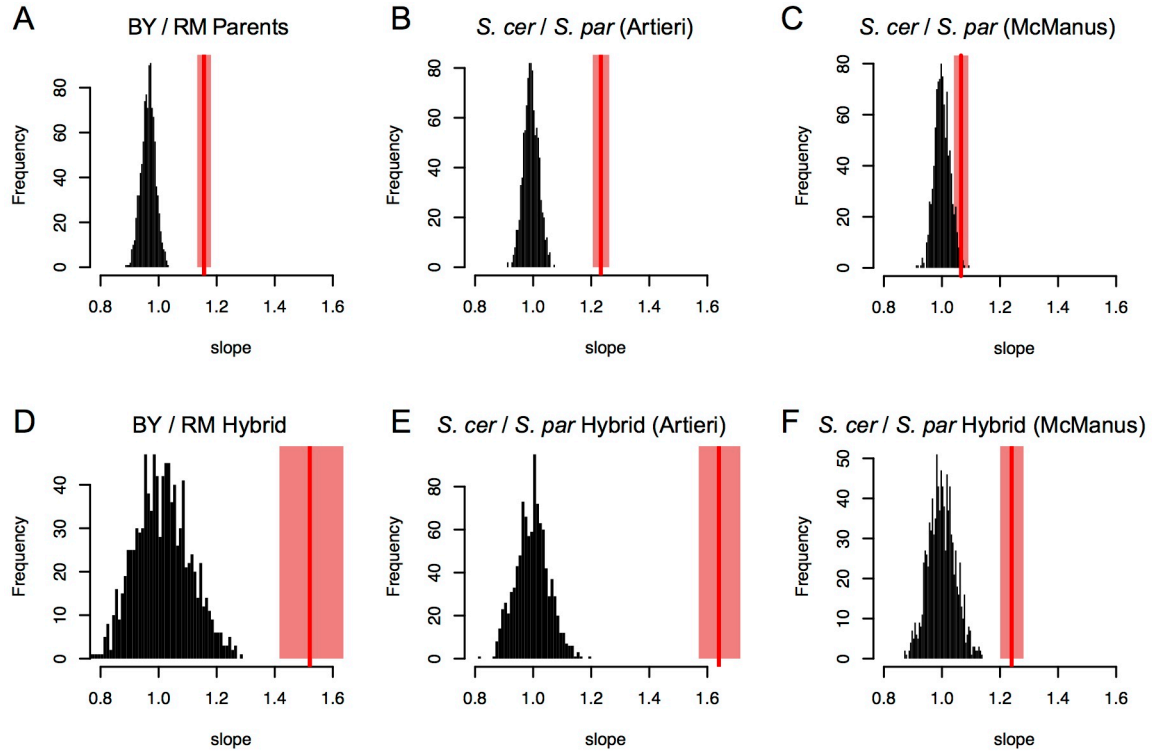 A
BY / RM Parents
Frequency
0
20
40
60
80
0.8 1.0 1.2 1.4 1.6
slope
B
S. cer / S. par (Artieri)
Frequency
0
20
40
60
80
0.8 1.0 1.2 1.4 1.6
slope
C
S. cer / S. par (McManus)
Frequency
0
20
40
60
80
0.8 1.0 1.2 1.4 1.6
slope
D
BY / RM Hybrid
Frequency
0
10
20
30
40
0.8 1.0 1.2 1.4 1.6
slope
E
S. cer / S. par Hybrid (Artieri)
Frequency
0
20
40
60
80
0.8 1.0 1.2 1.4 1.6
slope
F
S. cer / S. par Hybrid (McManus)
Frequency
0
10
20
30
40
50
0.8 1.0 1.2 1.4 1.6
slope